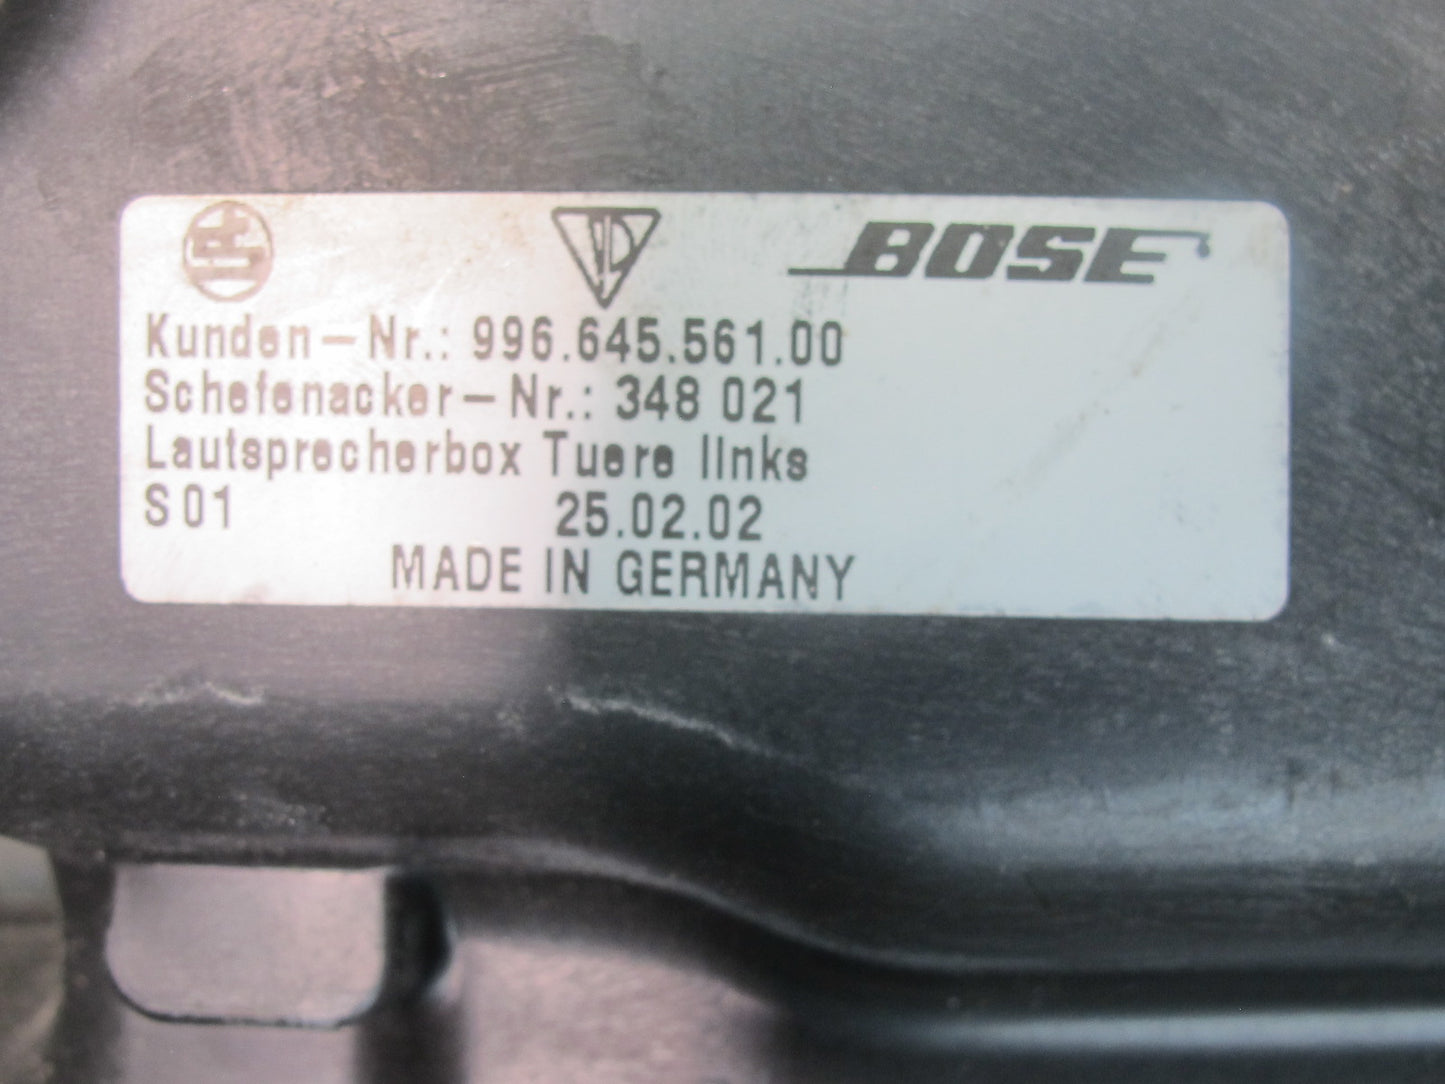 BOSE
Kunden-Nr.: 996.645.561.00
Schefenacker-Nr.: 348 021
Lautsprecherbox Tuere links
S01 25.02.02
MADE IN GERMANY